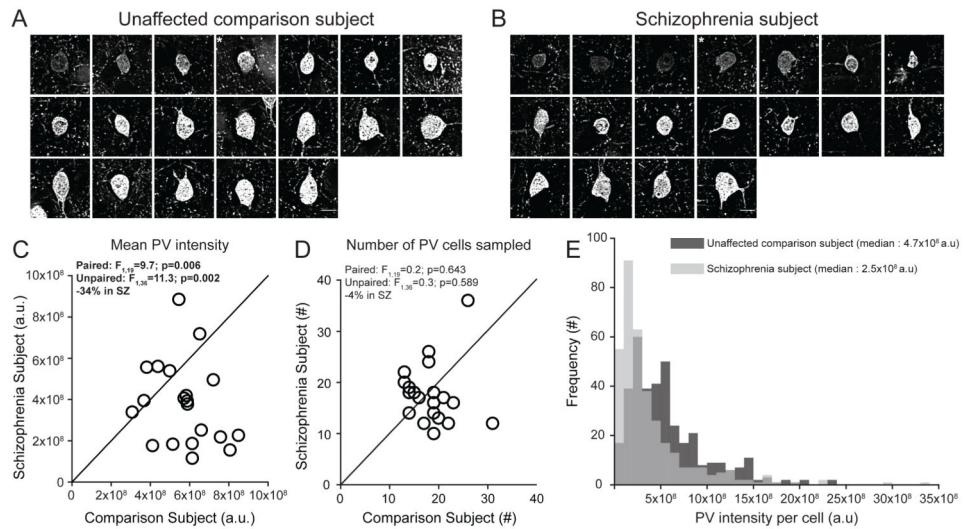 A Unaffected comparison subject
B Schizophrenia subject
*
*
C Mean PV intensity
Paired: F1,19=9.7; p=0.006
Unpaired: F1,36=11.3; p=0.002
-34% in SZ
Schizophrenia Subject (a.u.)
10x10⁸
8x10⁸
6x10⁸
4x10⁸
2x10⁸
0
0 2x10⁸ 4x10⁸ 6x10⁸ 8x10⁸ 10x10⁸
Comparison Subject (a.u.)
D Number of PV cells sampled
Paired: F1,19=0.2; p=0.643
Unpaired: F1,36=0.3; p=0.589
-4% in SZ
Schizophrenia Subject (#)
40
30
20
10
0
0 10 20 30 40
Comparison Subject (#)
E
Unaffected comparison subject (median : 4.7x10⁸ a.u)
Schizophrenia subject (median : 2.5x10⁸ a.u)
Frequency (#)
100
80
60
40
20
0
5x10⁸ 10x10⁸ 15x10⁸ 20x10⁸ 25x10⁸ 30x10⁸ 35x10⁸
PV intensity per cell (a.u)